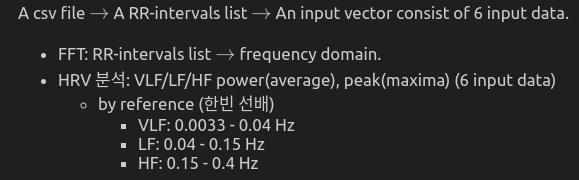 A csv file → A RR-intervals list → An input vector consist of 6 input data.
• FFT: RR-intervals list → frequency domain.
• HRV 분석: VLF/LF/HF power(average), peak(maxima) (6 input data)
◦ by reference (한빈 선배)
▪ VLF: 0.0033 - 0.04 Hz
▪ LF: 0.04 - 0.15 Hz
▪ HF: 0.15 - 0.4 Hz